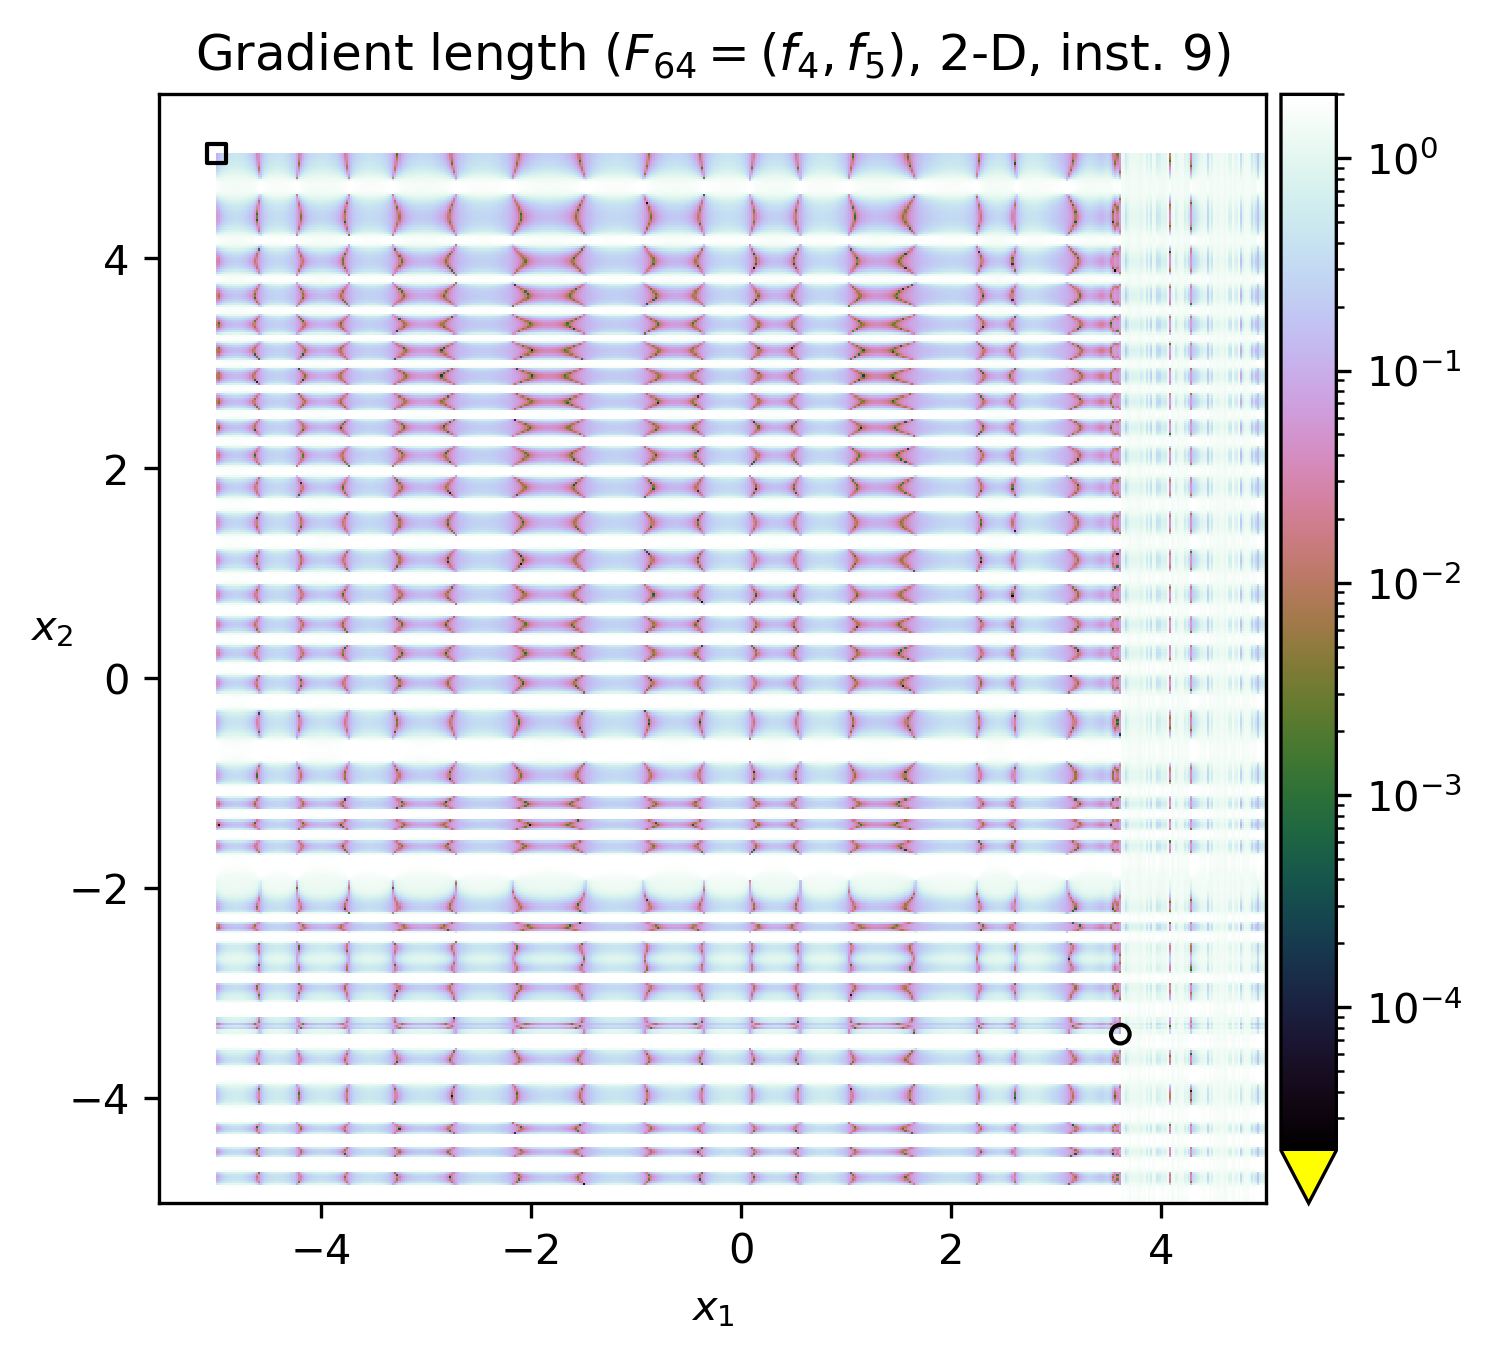 Gradient length (F₆₄ = (f₄, f₅), 2-D, inst. 9)
10⁰
10⁻¹
10⁻²
10⁻³
10⁻⁴
x₂
4
2
0
−2
−4
−4 −2 0 2 4
x₁